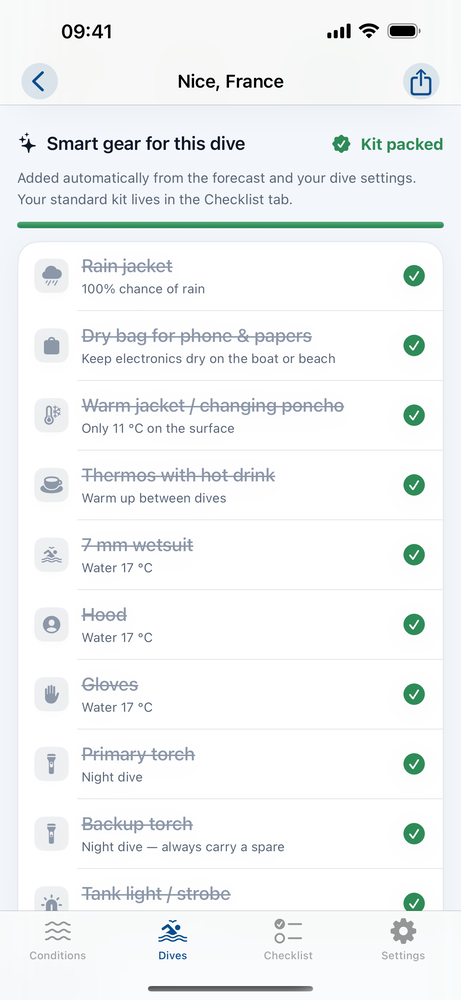 09:41
Nice, France
Smart gear for this dive
Kit packed
Added automatically from the forecast and your dive settings.
Your standard kit lives in the Checklist tab.
Rain jacket
100% chance of rain
Dry bag for phone & papers
Keep electronics dry on the boat or beach
Warm jacket / changing poncho
Only 11 °C on the surface
Thermos with hot drink
Warm up between dives
7 mm wetsuit
Water 17 °C
Hood
Water 17 °C
Gloves
Water 17 °C
Primary torch
Night dive
Backup torch
Night dive — always carry a spare
Tank light / strobe
Conditions
Dives
Checklist
Settings